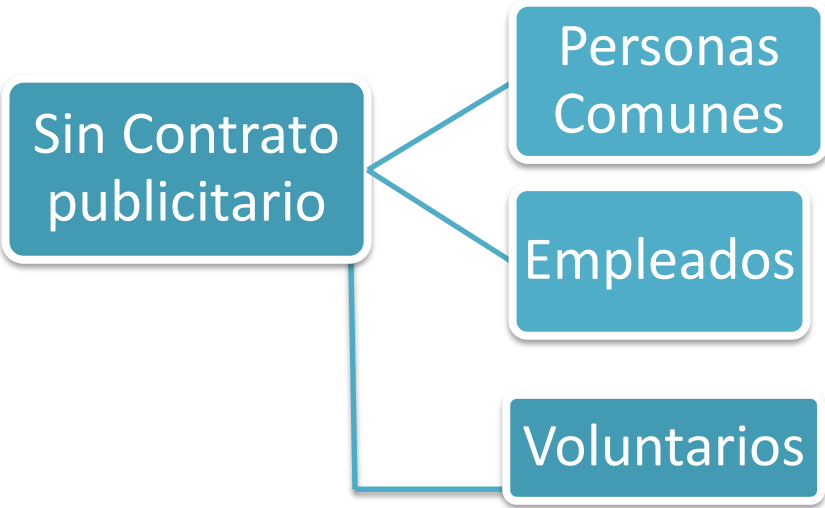 Sin Contrato
publicitario
Personas
Comunes
Empleados
Voluntarios